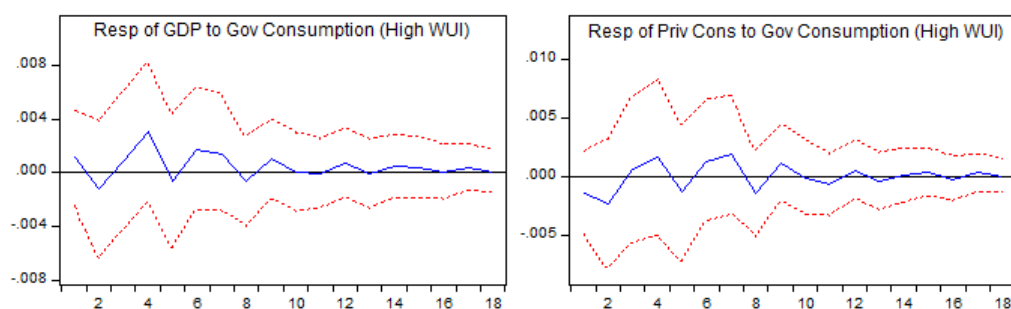 Resp of GDP to Gov Consumption (High WUI)
.008
.004
.000
-.004
-.008
2 4 6 8 10 12 14 16 18
Resp of Priv Cons to Gov Consumption (High WUI)
.010
.005
.000
-.005
2 4 6 8 10 12 14 16 18